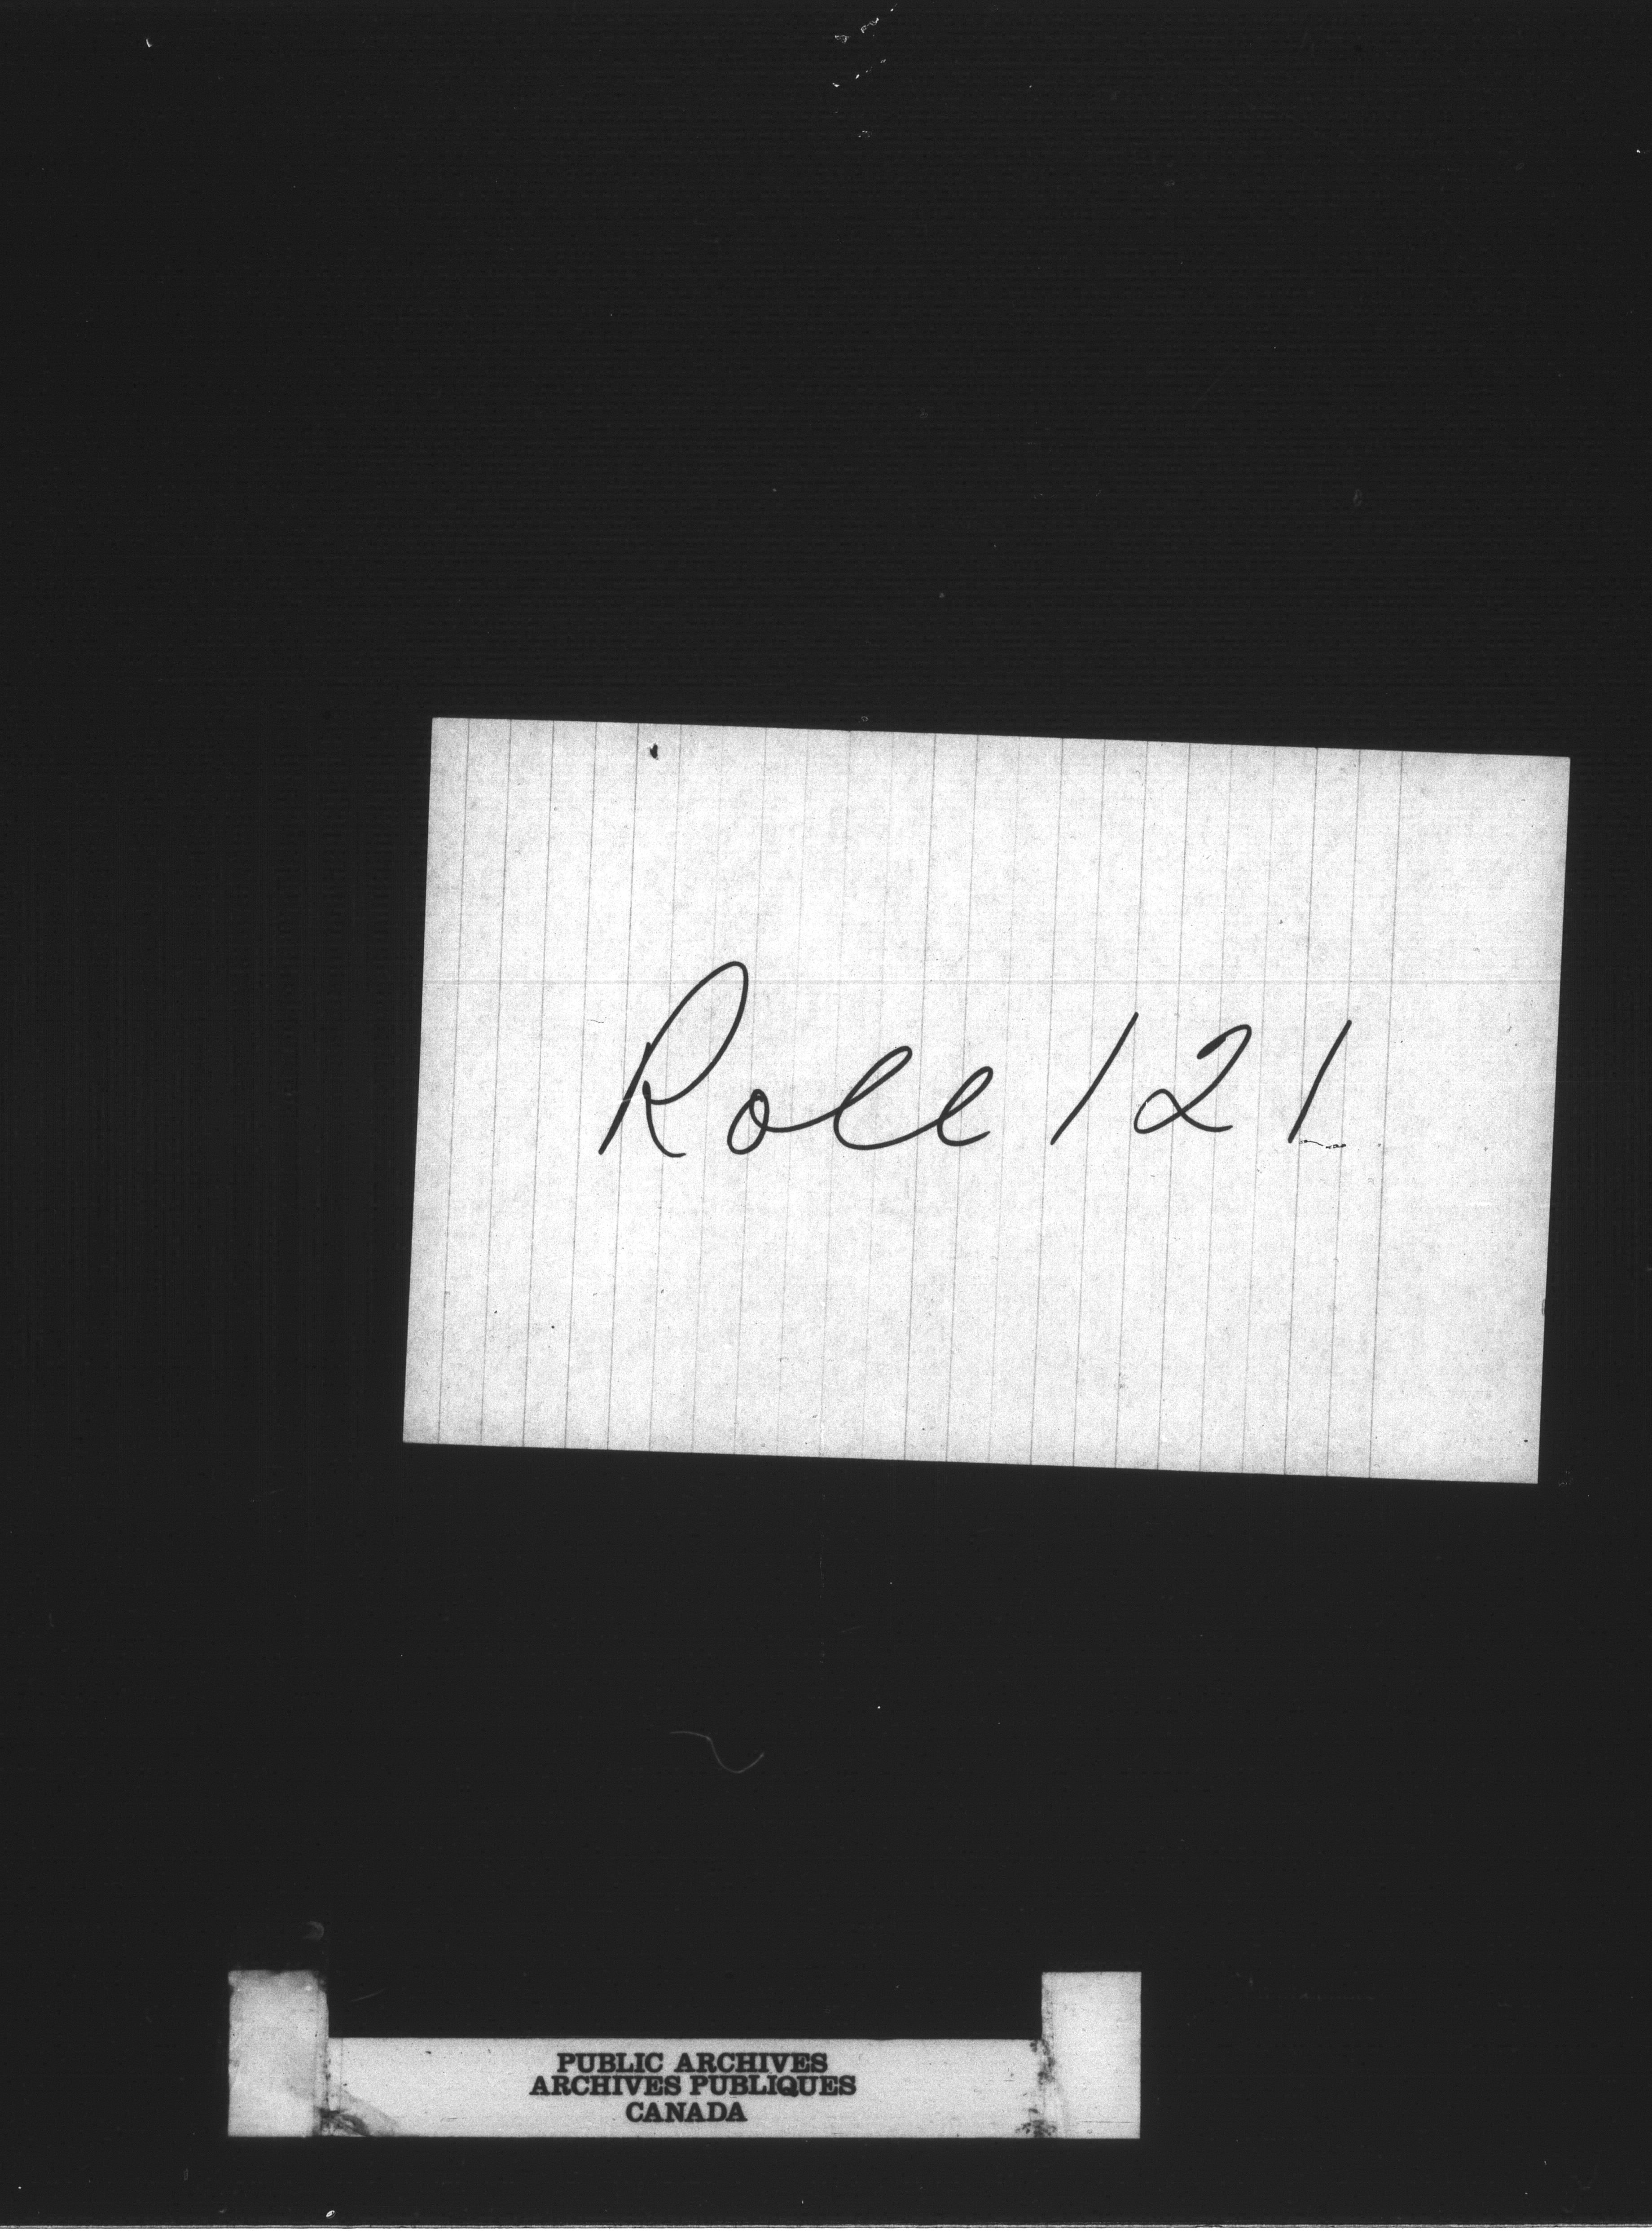 Roll 121
PUBLIC ARCHIVES
ARCHIVES PUBLIQUES
CANADA